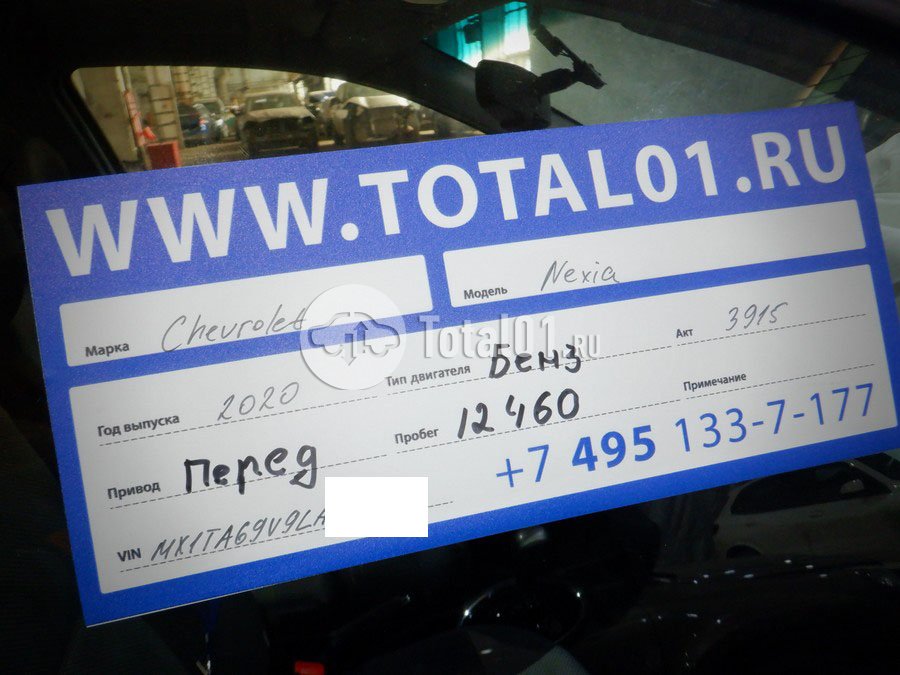 WWW.TOTAL01.RU
Марка Chevrolet Модель Nexia
Год выпуска 2020 Тип двигателя Бенз Акт 3915
Привод Перед Пробег 12460 Примечание
+7 495 133-7-177
VIN MX1TA69V9LA
Total01.RU